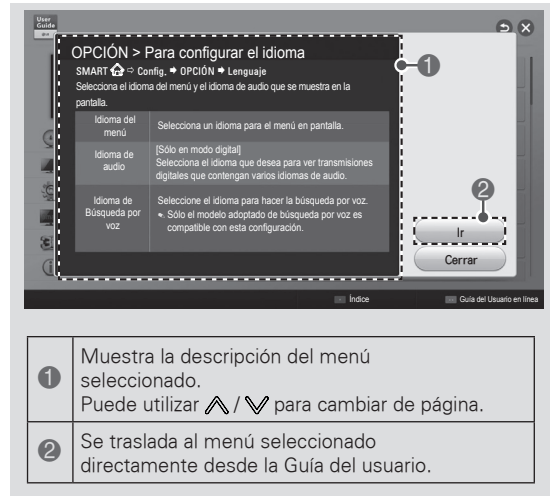 User
Guide
OPCIÓN > Para configurar el idioma
SMART ⇨ Config. ➡ OPCIÓN ➡ Lenguaje
Selecciona el idioma del menú y el idioma de audio que se muestra en la
pantalla.
Idioma del
menú
Selecciona un idioma para el menú en pantalla.
Idioma de
audio
[Sólo en modo digital]
Selecciona el idioma que desea para ver transmisiones
digitales que contengan varios idiomas de audio.
Idioma de
Búsqueda por
voz
Seleccione el idioma para hacer la búsqueda por voz.
Sólo el modelo adoptado de búsqueda por voz es
compatible con esta configuración.
❶
❷
Ir
Cerrar
Índice
Guía del Usuario en línea
❶
Muestra la descripción del menú
seleccionado.
Puede utilizar / para cambiar de página.
❷
Se traslada al menú seleccionado
directamente desde la Guía del usuario.